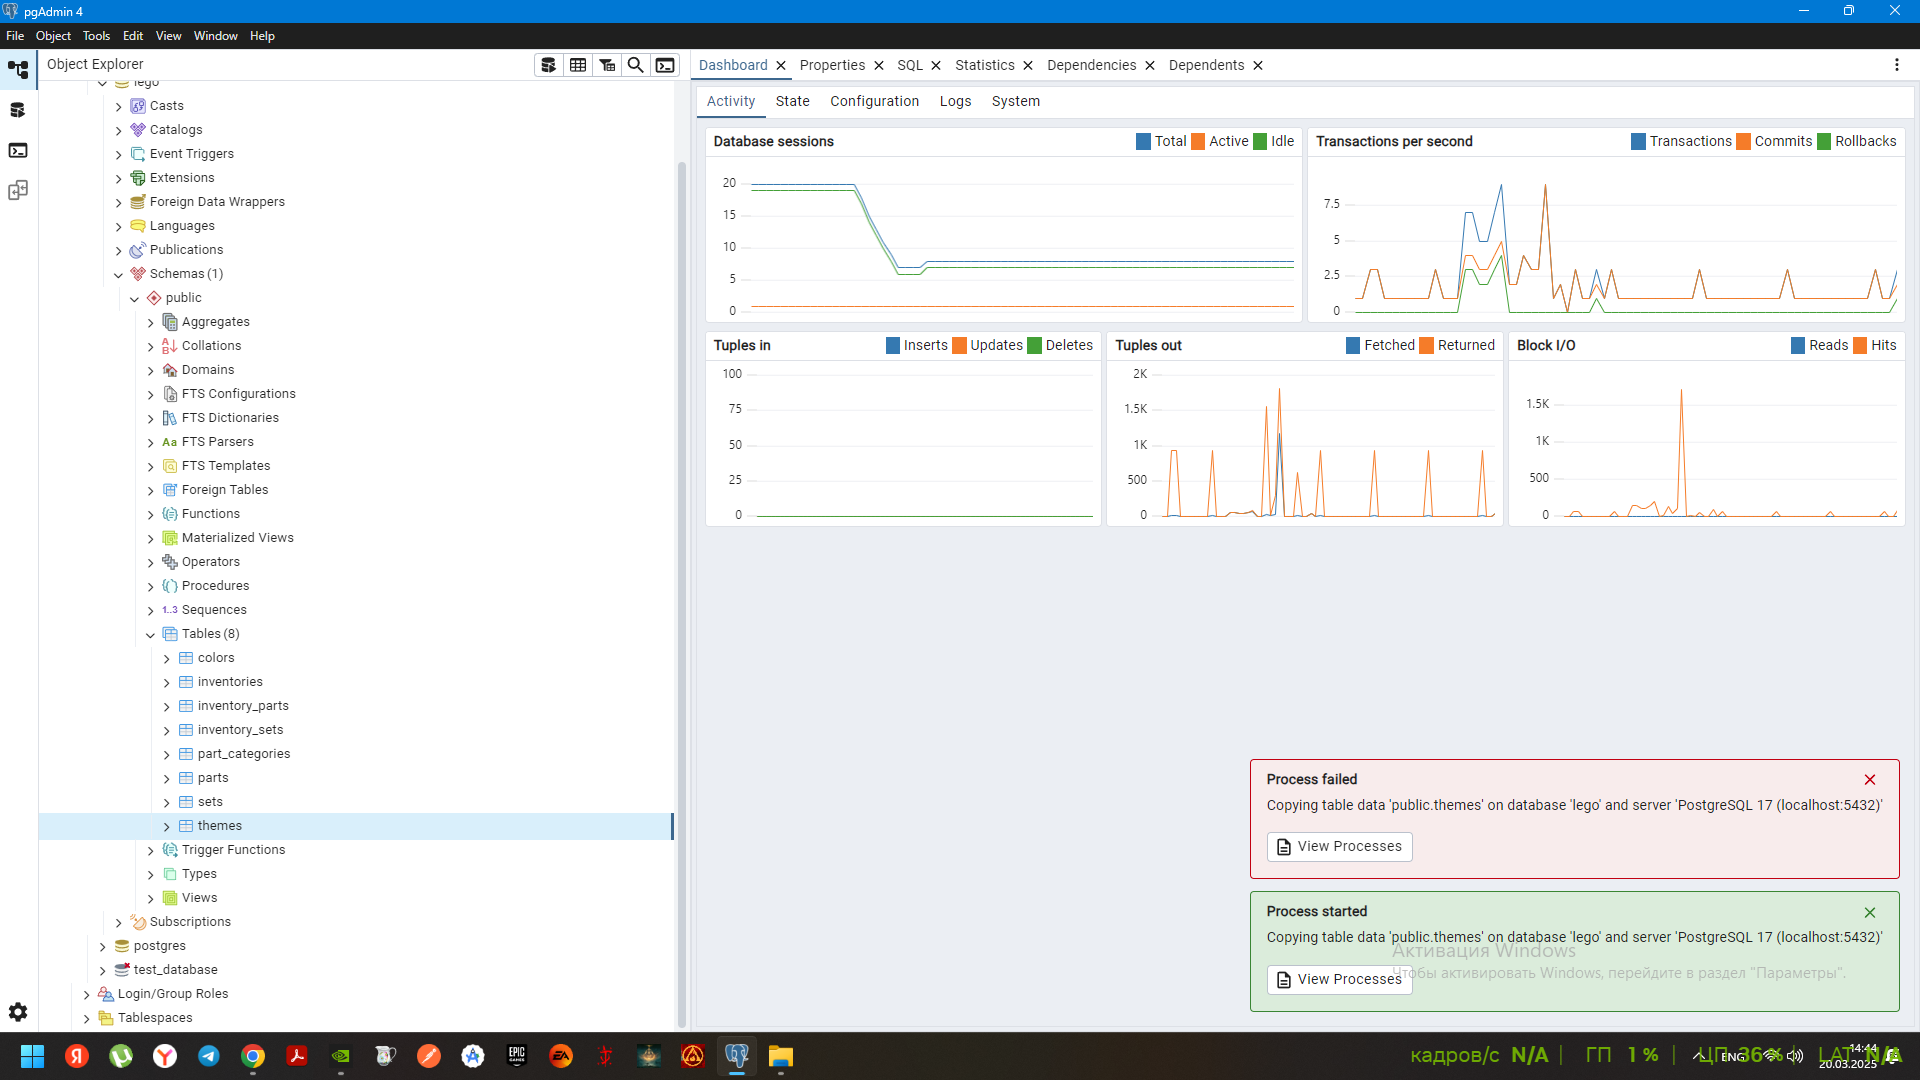 pgAdmin 4
File Object Tools Edit View Window Help
Object Explorer
Dashboard Properties SQL Statistics Dependencies Dependents
Activity State Configuration Logs System
lego
Casts
Catalogs
Event Triggers
Extensions
Foreign Data Wrappers
Languages
Publications
Schemas (1)
public
Aggregates
Collations
Domains
FTS Configurations
FTS Dictionaries
Aa FTS Parsers
FTS Templates
Foreign Tables
Functions
Materialized Views
Operators
Procedures
1..3 Sequences
Tables (8)
colors
inventories
inventory_parts
inventory_sets
part_categories
parts
sets
themes
Trigger Functions
Types
Views
Subscriptions
postgres
test_database
Login/Group Roles
Tablespaces
Database sessions
Total Active Idle
20
15
10
5
0
Transactions per second
Transactions Commits Rollbacks
7.5
5
2.5
0
Tuples in
Inserts Updates Deletes
100
75
50
25
0
Tuples out
Fetched Returned
2K
1.5K
1K
500
0
Block I/O
Reads Hits
1.5K
1K
500
0
Process failed
Copying table data 'public.themes' on database 'lego' and server 'PostgreSQL 17 (localhost:5432)'
View Processes
Process started
Copying table data 'public.themes' on database 'lego' and server 'PostgreSQL 17 (localhost:5432)'
View Processes
Активация Windows
Чтобы активировать Windows, перейдите в раздел "Параметры".
Я
EPIC
GAMES
EA
кадров/с N/A
ГП 1 %
ЦП 36 %
LAT N/A
ENG
14:44
20.03.2025